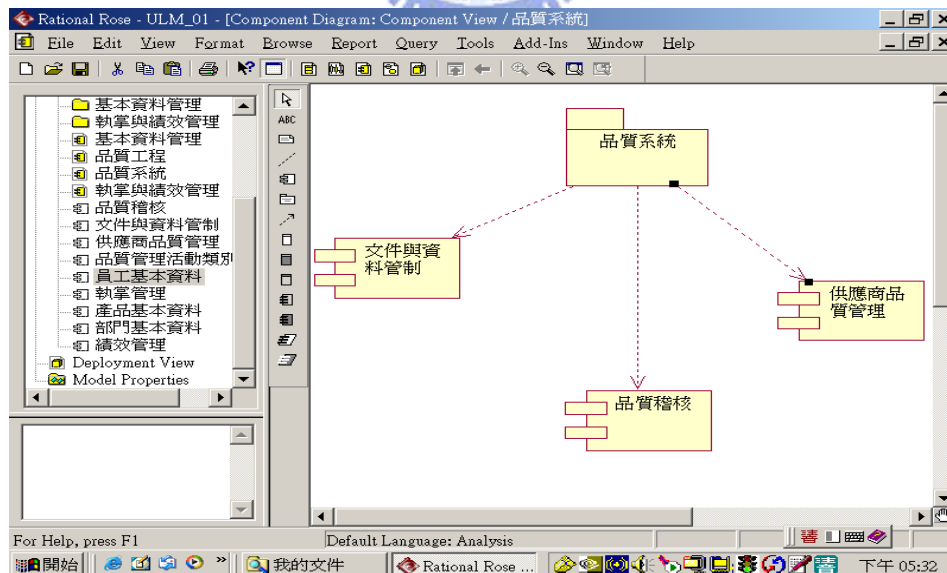 Rational Rose - ULM_01 - [Component Diagram: Component View / 品質系統]
File Edit View Format Browse Report Query Tools Add-Ins Window Help
基本資料管理
執掌與績效管理
基本資料管理
品質工程
品質系統
執掌與績效管理
品質稽核
文件與資料管制
供應商品質管理
品質管理活動類別
員工基本資料
執掌管理
產品基本資料
部門基本資料
績效管理
Deployment View
Model Properties
ABC
品質系統
文件與資
料管制
供應商品
質管理
品質稽核
For Help, press F1
Default Language: Analysis
開始
我的文件
Rational Rose ...
下午 05:32